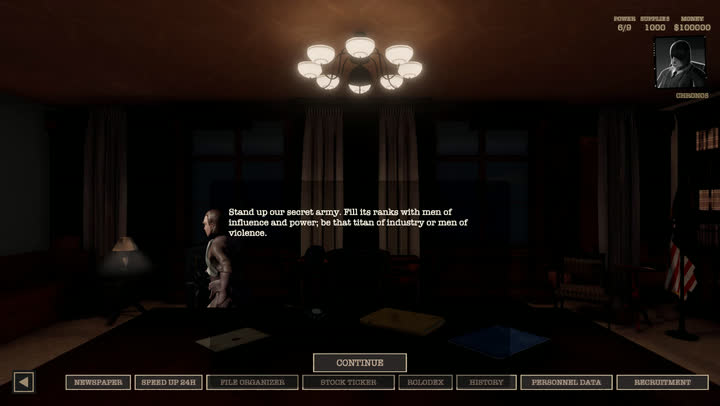 POWER SUPPLIES MONEY
6/9 1000 $100000
CHRONOS
Stand up our secret army. Fill its ranks with men of
influence and power; be that titan of industry or men of
violence.
CONTINUE
NEWSPAPER SPEED UP 24H FILE ORGANIZER STOCK TICKER ROLODEX HISTORY PERSONNEL DATA RECRUITMENT